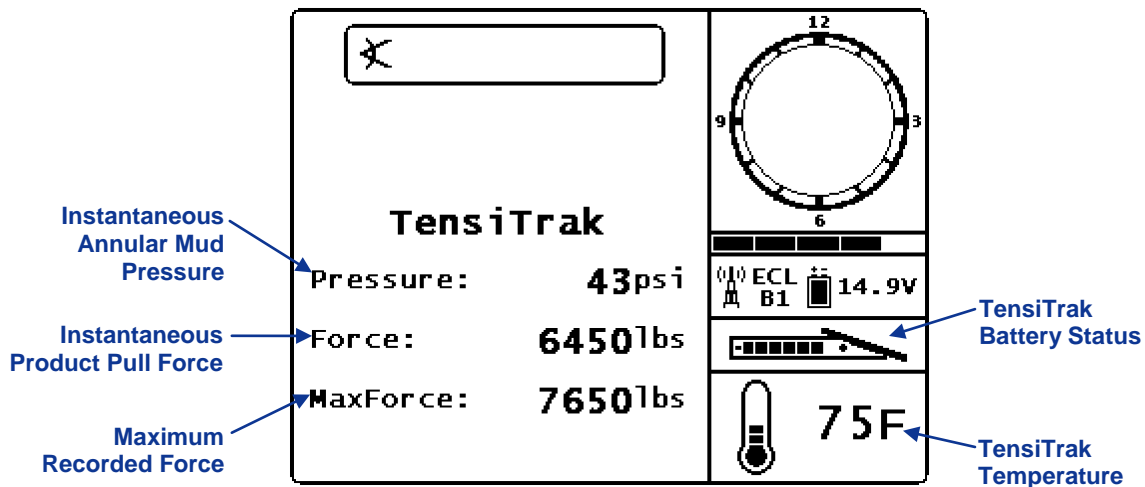 12
9
3
6
TensiTrak
Instantaneous
Annular Mud
Pressure
Pressure: 43psi
ECL
B1
14.9V
TensiTrak
Battery Status
Instantaneous
Product Pull Force
Force: 6450lbs
MaxForce: 7650lbs
Maximum
Recorded Force
75F
TensiTrak
Temperature